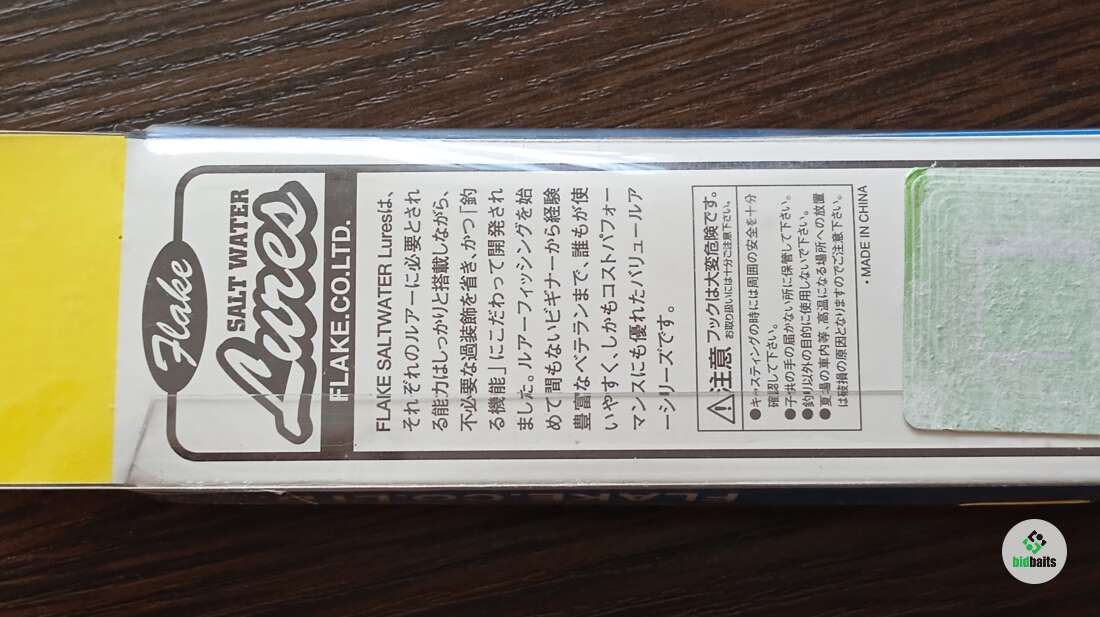 Flake
SALT WATER
Lures
FLAKE.CO.LTD.
FLAKE SALTWATER Luresは、
それぞれのルアーに必要とされ
る能力はしっかりと搭載しながら、
不必要な過装飾を省き、かつ「釣
る機能」にこだわって開発され
ました。ルアーフィッシングを始
めて間もないビギナーから経験
豊富なベテランまで、誰もが使
いやすく、しかもコストパフォー
マンスにも優れたバリュールア
ーシリーズです。
注意 フックは大変危険です。
お取り扱いには十分ご注意下さい。
●キャスティングの時には周囲の安全を十分
確認して下さい。
●子供の手の届かない所に保管して下さい。
●釣り以外の目的に使用しないで下さい。
●夏場の車内等、高温になる場所への放置
は破損の原因となりますのでご注意下さい。
・MADE IN CHINA
FLAKE.CO.LTD
bidbaits